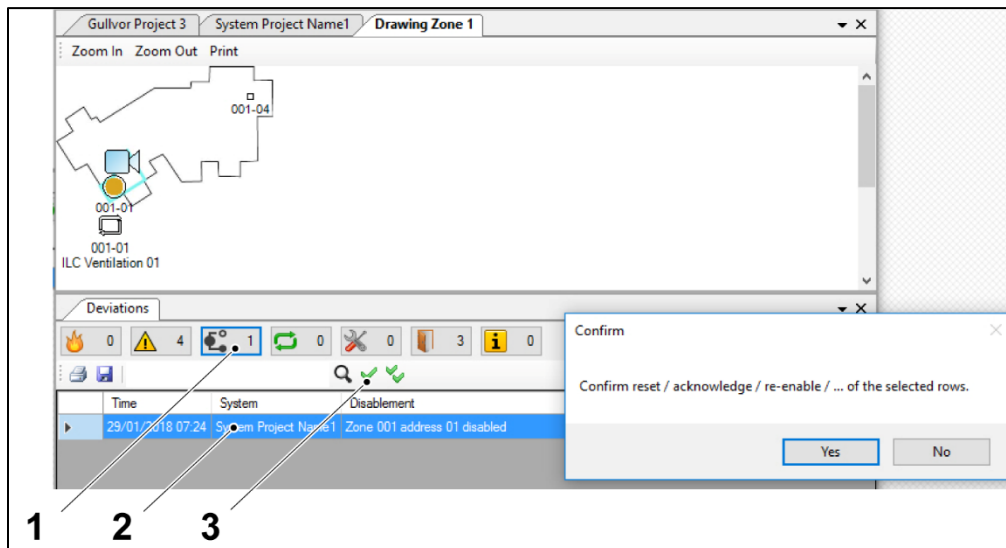 Gullvor Project 3 System Project Name1 Drawing Zone 1
Zoom In Zoom Out Print
001-04
001-01
001-01
ILC Ventilation 01
Deviations
0 4 1 0 0 3 0
Time System Disablement
29/01/2018 07:24 System Project Name1 Zone 001 address 01 disabled
Confirm
Confirm reset / acknowledge / re-enable / ... of the selected rows.
Yes No
1 2 3